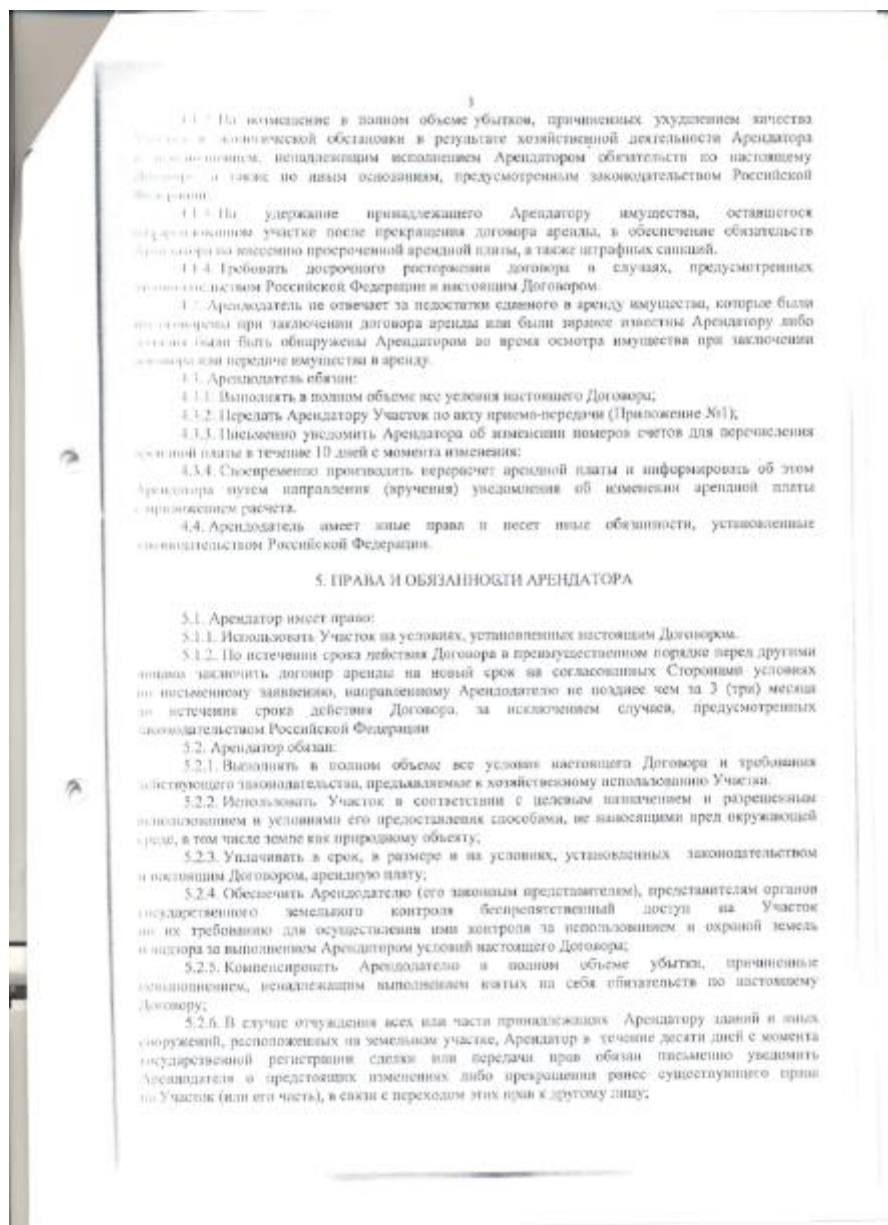 3
На возмещение в полном объеме убытков, причиненных ухудшением качества
экологической обстановки в результате хозяйственной деятельности Арендатора
ненадлежащим исполнением Арендатором обязательств по настоящему
а также по иным основаниям, предусмотренным законодательством Российской
4.1.3. На удержание принадлежащего Арендатору имущества, оставшегося
участке после прекращения договора аренды, в обеспечение обязательств
по внесению просроченной арендной платы, а также штрафных санкций.
4.1.4. Требовать досрочного расторжения договора в случаях, предусмотренных
Российской Федерации и настоящим Договором.
4.2. Арендодатель не отвечает за недостатки сданного в аренду имущества, которые были
при заключении договора аренды или были заранее известны Арендатору либо
были быть обнаружены Арендатором во время осмотра имущества при заключении
договора или передаче имущества в аренду.
4.3. Арендодатель обязан:
4.3.1. Выполнять в полном объеме все условия настоящего Договора;
4.3.2. Передать Арендатору Участок по акту приема-передачи (Приложение №1);
4.3.3. Письменно уведомить Арендатора об изменении номеров счетов для перечисления
арендной платы в течение 10 дней с момента изменения;
4.3.4. Своевременно производить перерасчет арендной платы и информировать об этом
Арендатора путем направления (вручения) уведомления об изменении арендной платы
с приложением расчета.
4.4. Арендодатель имеет иные права и несет иные обязанности, установленные
законодательством Российской Федерации.
5. ПРАВА И ОБЯЗАННОСТИ АРЕНДАТОРА
5.1. Арендатор имеет право:
5.1.1. Использовать Участок на условиях, установленных настоящим Договором.
5.1.2. По истечении срока действия Договора в преимущественном порядке перед другими
лицами заключить договор аренды на новый срок на согласованных Сторонами условиях
по письменному заявлению, направленному Арендодателю не позднее чем за 3 (три) месяца
до истечения срока действия Договора, за исключением случаев, предусмотренных
законодательством Российской Федерации
5.2. Арендатор обязан:
5.2.1. Выполнять в полном объеме все условия настоящего Договора и требования
действующего законодательства, предъявляемые к хозяйственному использованию Участка.
5.2.2. Использовать Участок в соответствии с целевым назначением и разрешенным
использованием и условиями его предоставления способами, не наносящими вред окружающей
среде, в том числе земле как природному объекту;
5.2.3. Уплачивать в срок, в размере и на условиях, установленных законодательством
и настоящим Договором, арендную плату;
5.2.4. Обеспечить Арендодателю (его законным представителям), представителям органов
государственного земельного контроля беспрепятственный доступ на Участок
по их требованию для осуществления ими контроля за использованием и охраной земель
и надзора за выполнением Арендатором условий настоящего Договора;
5.2.5. Компенсировать Арендодателю в полном объеме убытки, причиненные
невыполнением, ненадлежащим выполнением взятых на себя обязательств по настоящему
Договору;
5.2.6. В случае отчуждения всех или части принадлежащих Арендатору зданий и иных
сооружений, расположенных на земельном участке, Арендатор в течение десяти дней с момента
государственной регистрации сделки или передачи прав обязан письменно уведомить
Арендодателя о предстоящих изменениях либо прекращении ранее существующего права
на Участок (или его часть), в связи с переходом этих прав к другому лицу;